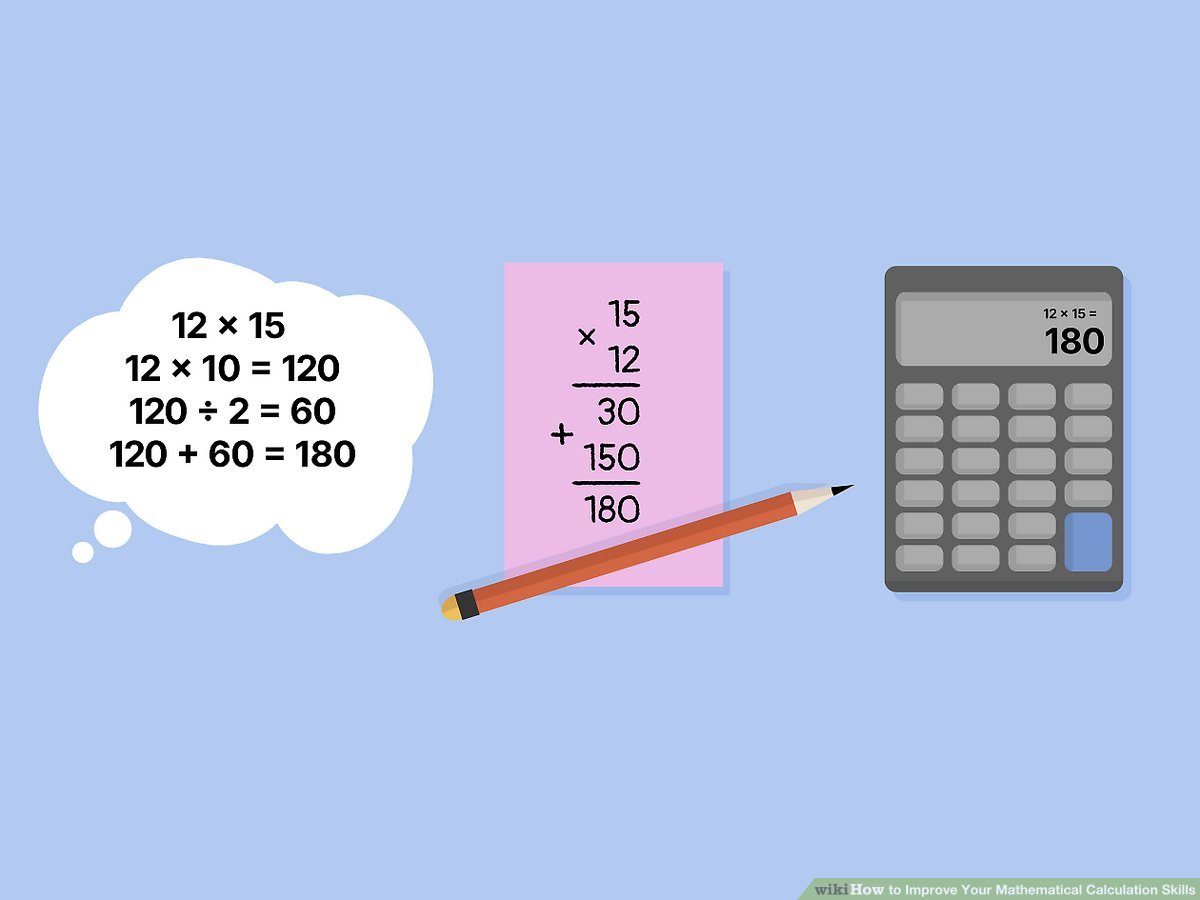 12 × 15
12 × 10 = 120
120 ÷ 2 = 60
120 + 60 = 180
15
× 12
30
+ 150
180
12 × 15 =
180
wikiHow to Improve Your Mathematical Calculation Skills